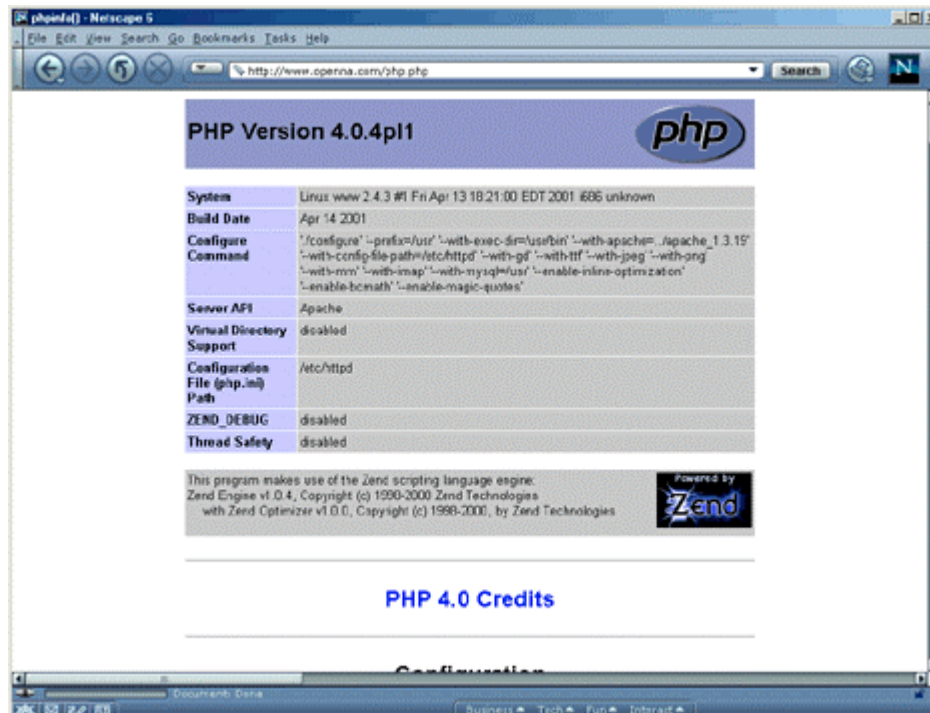 phpinfo() - Netscape 6
File Edit View Search Go Bookmarks Tasks Help
http://www.openna.com/php.php Search N
PHP Version 4.0.4pl1 php
System Linux www 2.4.3 #1 Fri Apr 13 18:21:00 EDT 2001 i686 unknown
Build Date Apr 14 2001
Configure Command './configure' '--prefix=/usr' '--with-exec-dir=/usr/bin' '--with-apache=../apache_1.3.19'
'--with-config-file-path=/etc/httpd' '--with-gd' '--with-ttf' '--with-jpeg' '--with-png'
'--with-mm' '--with-imap' '--with-mysql=/usr' '--enable-inline-optimization'
'--enable-bcmath' '--enable-magic-quotes'
Server API Apache
Virtual Directory Support disabled
Configuration File (php.ini) Path /etc/httpd
ZEND_DEBUG disabled
Thread Safety disabled
This program makes use of the Zend scripting language engine:
Zend Engine v1.0.4, Copyright (c) 1998-2000 Zend Technologies
with Zend Optimizer v1.0.0, Copyright (c) 1998-2000, by Zend Technologies
Powered by
Zend
PHP 4.0 Credits
Configuration
Document: Done
Business Tech Fun Interact